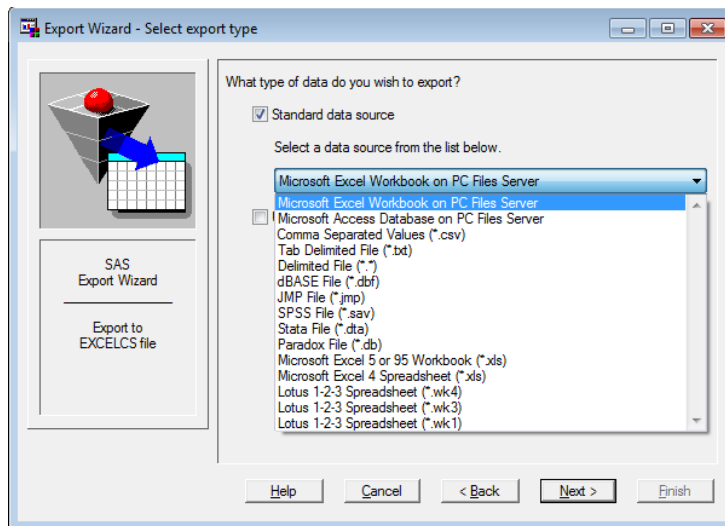 Export Wizard - Select export type
What type of data do you wish to export?
Standard data source
Select a data source from the list below.
Microsoft Excel Workbook on PC Files Server
Microsoft Excel Workbook on PC Files Server
Microsoft Access Database on PC Files Server
Comma Separated Values (*.csv)
Tab Delimited File (*.txt)
Delimited File (*.*)
dBASE File (*.dbf)
JMP File (*.jmp)
SPSS File (*.sav)
Stata File (*.dta)
Paradox File (*.db)
Microsoft Excel 5 or 95 Workbook (*.xls)
Microsoft Excel 4 Spreadsheet (*.xls)
Lotus 1-2-3 Spreadsheet (*.wk4)
Lotus 1-2-3 Spreadsheet (*.wk3)
Lotus 1-2-3 Spreadsheet (*.wk1)
SAS
Export Wizard
Export to
EXCELCS file
Help
Cancel
< Back
Next >
Finish